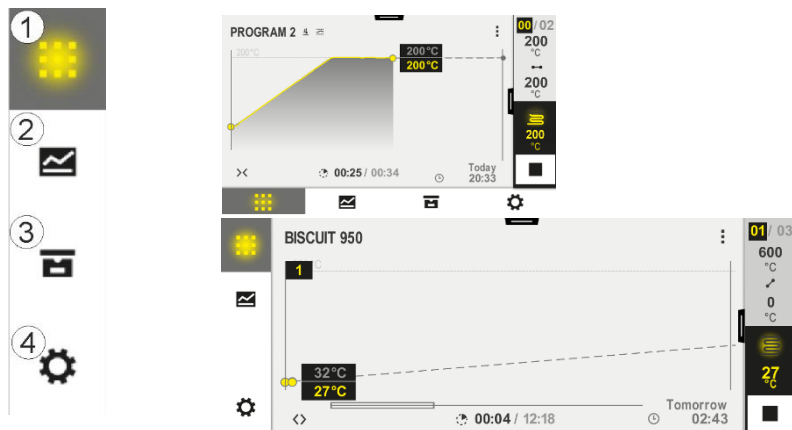 1
2
3
4
PROGRAM 2
200°C
200°C
200°C
00:25 / 00:34
Today
20:33
00 / 02
200
°C
200
°C
200
°C
BISCUIT 950
1
°C
32°C
27°C
00:04 / 12:18
Tomorrow
02:43
01 / 03
600
°C
0
°C
27
°C